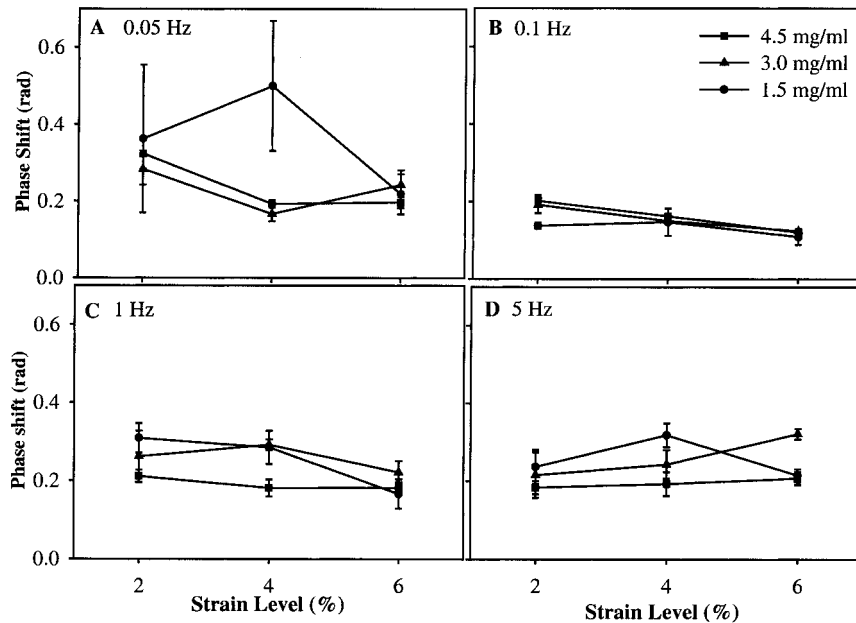 A 0.05 Hz
B 0.1 Hz
4.5 mg/ml
3.0 mg/ml
1.5 mg/ml
0.6
0.4
0.2
0.0
Phase Shift (rad)
C 1 Hz
D 5 Hz
0.6
0.4
0.2
0.0
Phase shift (rad)
2 4 6
2 4 6
Strain Level (%)
Strain Level (%)